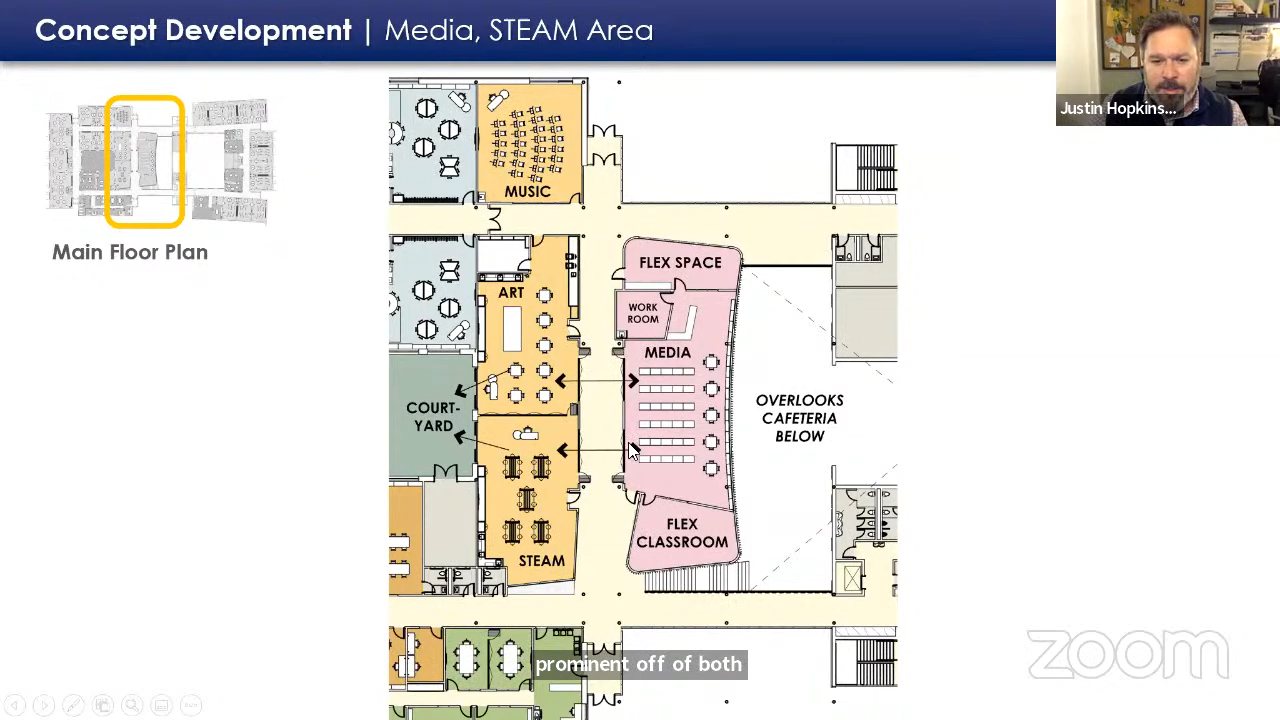 Concept Development | Media, STEAM Area
Justin Hopkins...
Main Floor Plan
MUSIC
FLEX SPACE
ART
WORK
ROOM
MEDIA
COURT-
YARD
OVERLOOKS
CAFETERIA
BELOW
FLEX
CLASSROOM
STEAM
prominent off of both
zoom